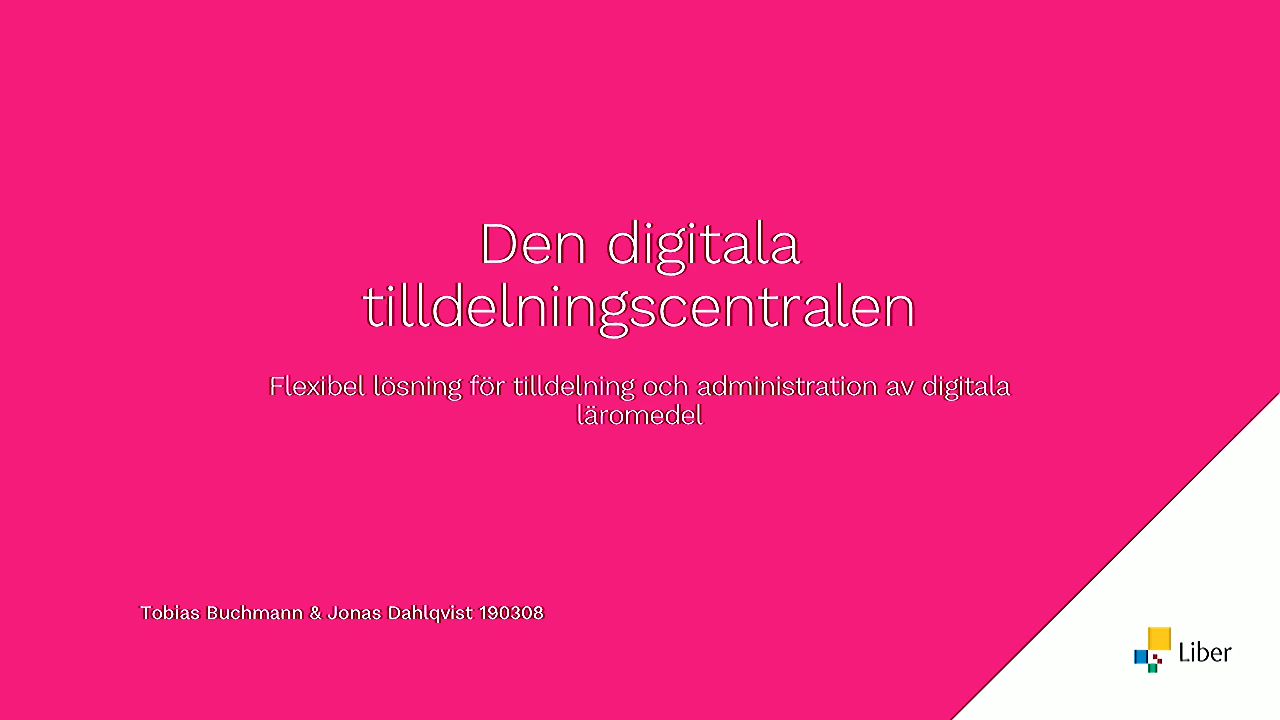 Den digitala
tilldelningscentralen
Flexibel lösning för tilldelning och administration av digitala
läromedel
Tobias Buchmann & Jonas Dahlqvist 190308
Liber